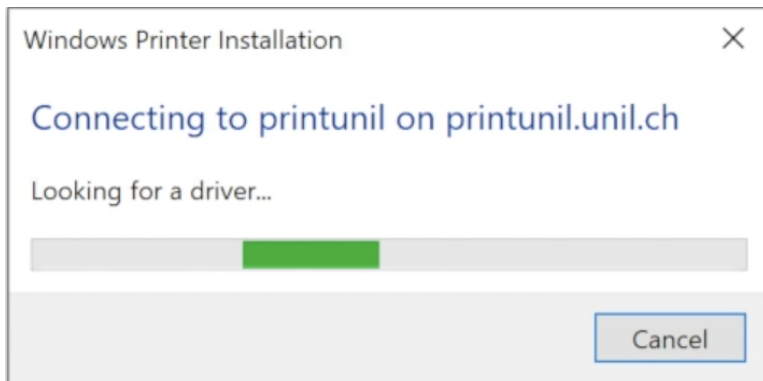 Windows Printer Installation
Connecting to printunil on printunil.unil.ch
Looking for a driver...
Cancel